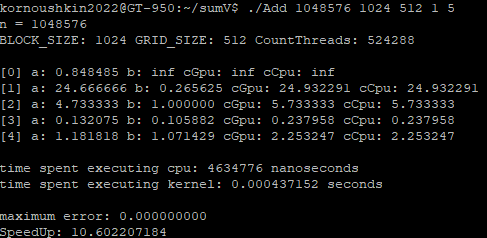 kornoushkin2022@GT-950:~/sumV$ ./Add 1048576 1024 512 1 5
n = 1048576
BLOCK_SIZE: 1024 GRID_SIZE: 512 CountThreads: 524288
[0] a: 0.848485 b: inf cGpu: inf cCpu: inf
[1] a: 24.666666 b: 0.265625 cGpu: 24.932291 cCpu: 24.932291
[2] a: 4.733333 b: 1.000000 cGpu: 5.733333 cCpu: 5.733333
[3] a: 0.132075 b: 0.105882 cGpu: 0.237958 cCpu: 0.237958
[4] a: 1.181818 b: 1.071429 cGpu: 2.253247 cCpu: 2.253247
time spent executing cpu: 4634776 nanoseconds
time spent executing kernel: 0.000437152 seconds
maximum error: 0.000000000
SpeedUp: 10.602207184